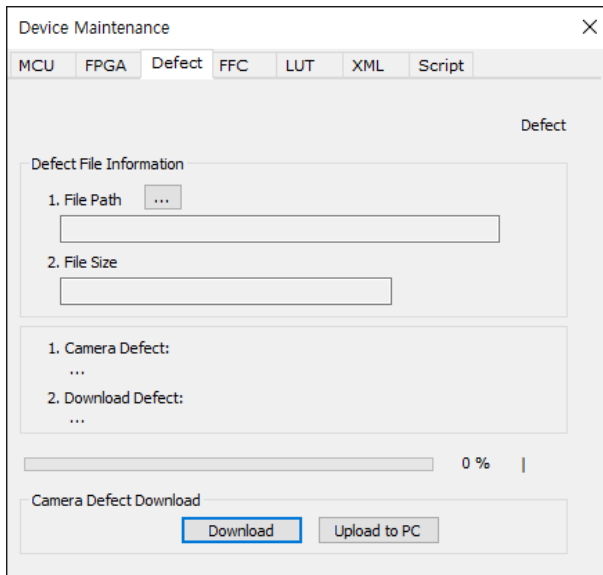 Device Maintenance
MCU FPGA Defect FFC LUT XML Script
Defect
Defect File Information
1. File Path ...
2. File Size
1. Camera Defect:
...
2. Download Defect:
...
0 %
Camera Defect Download
Download Upload to PC